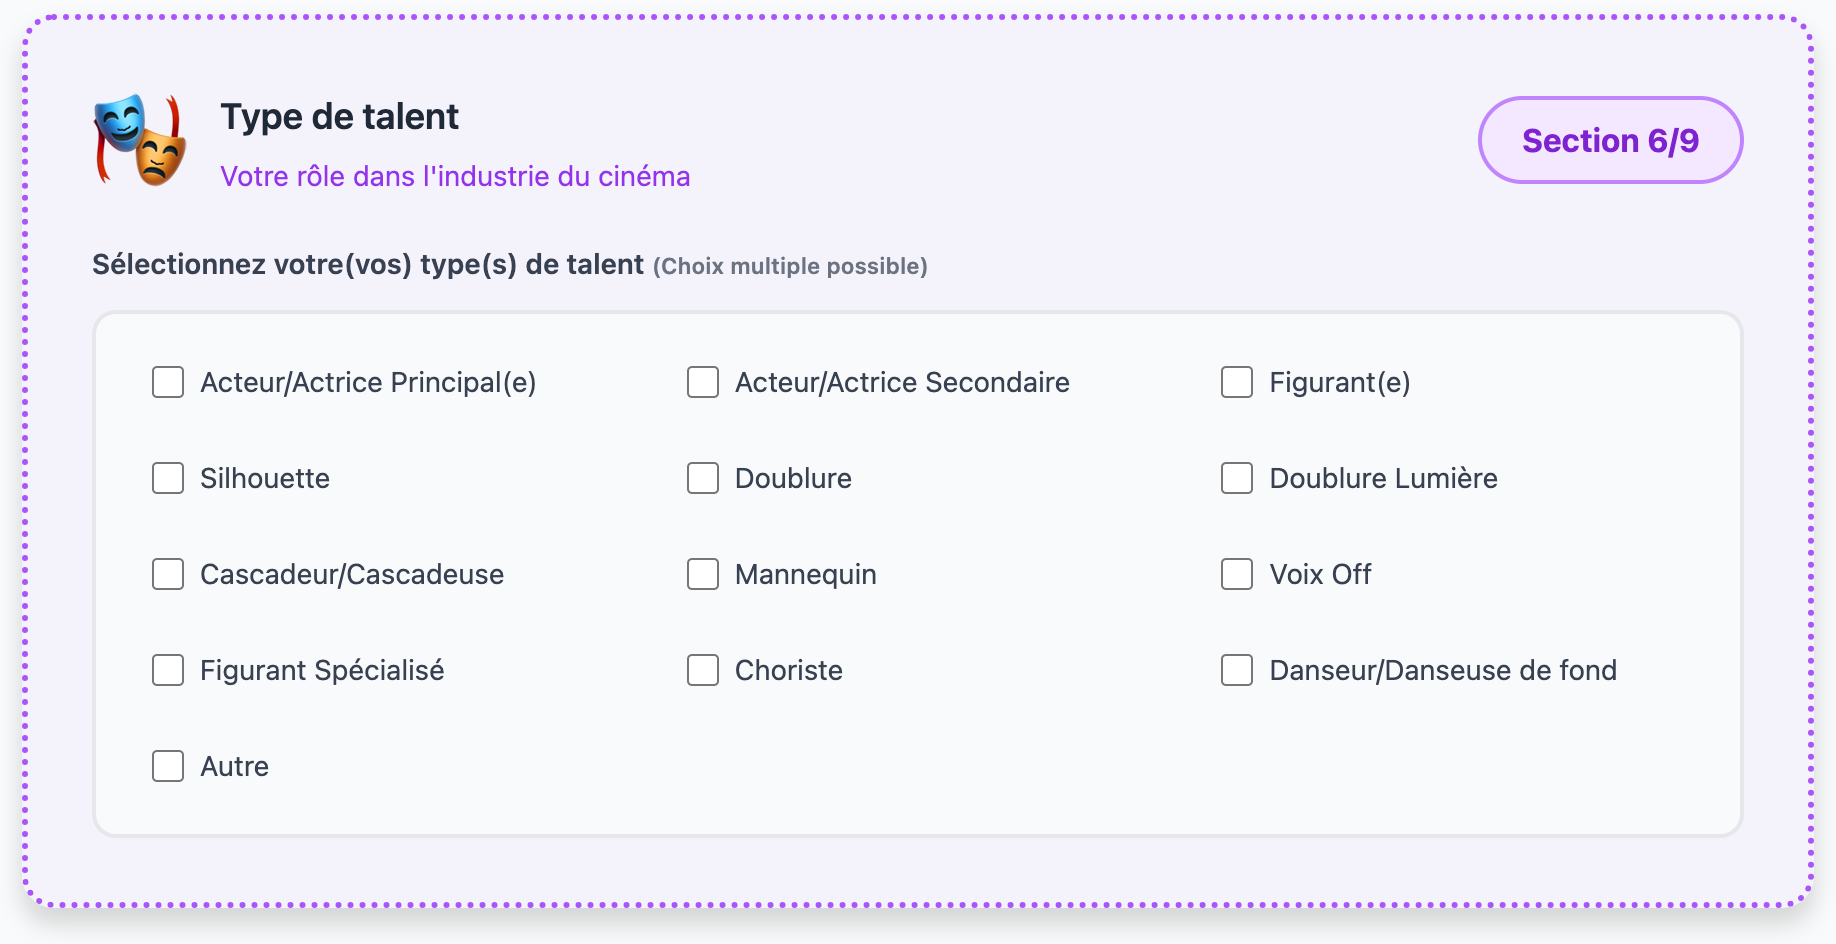 Type de talent
Votre rôle dans l'industrie du cinéma
Section 6/9
Sélectionnez votre(vos) type(s) de talent (Choix multiple possible)
Acteur/Actrice Principal(e)
Acteur/Actrice Secondaire
Figurant(e)
Silhouette
Doublure
Doublure Lumière
Cascadeur/Cascadeuse
Mannequin
Voix Off
Figurant Spécialisé
Choriste
Danseur/Danseuse de fond
Autre